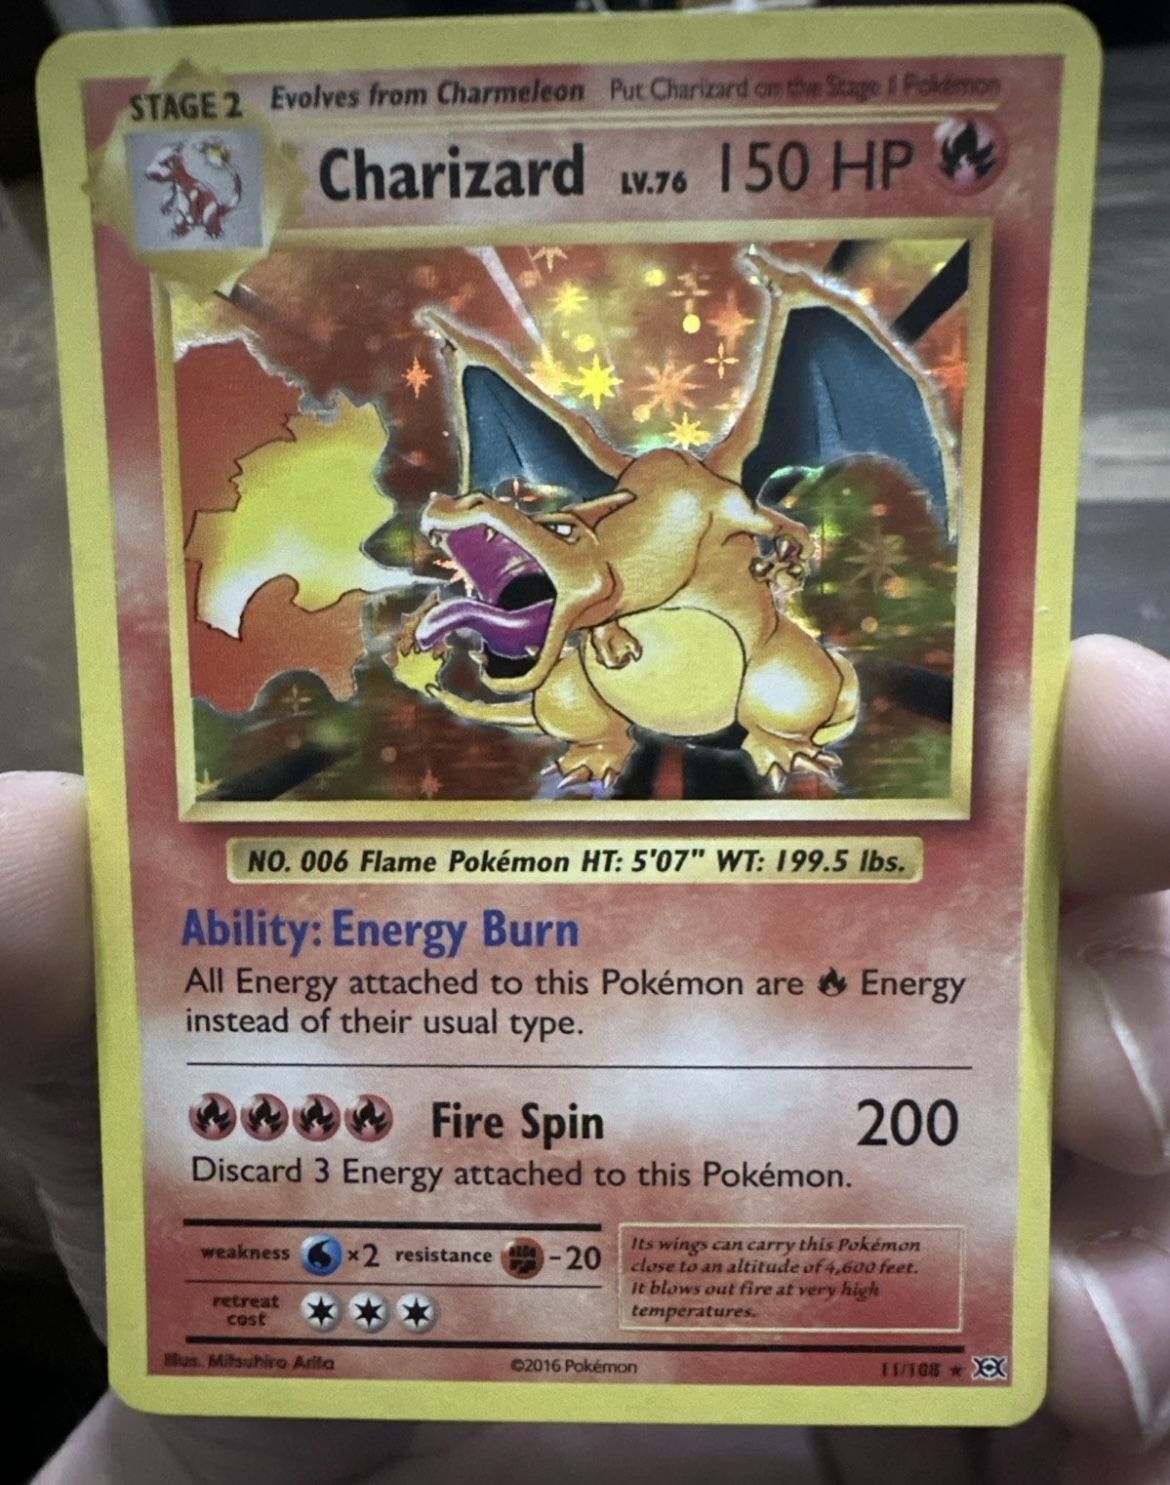 STAGE 2 Evolves from Charmeleon Put Charizard on the Stage 1 Pokémon
Charizard LV.76 150 HP
NO. 006 Flame Pokémon HT: 5'07" WT: 199.5 lbs.
Ability: Energy Burn
All Energy attached to this Pokémon are Energy
instead of their usual type.
Fire Spin 200
Discard 3 Energy attached to this Pokémon.
weakness ×2 resistance -20
retreat
cost
Its wings can carry this Pokémon
close to an altitude of 4,600 feet.
It blows out fire at very high
temperatures.
Illus. Mitsuhiro Arita ©2016 Pokémon 11/108